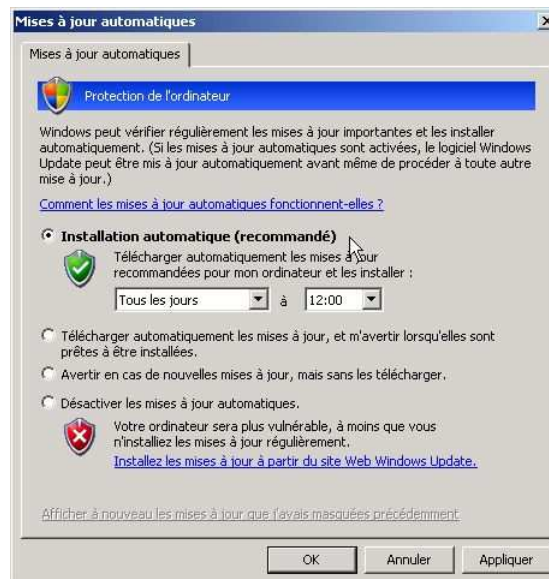 Mises à jour automatiques
Mises à jour automatiques
Protection de l'ordinateur
Windows peut vérifier régulièrement les mises à jour importantes et les installer
automatiquement. (Si les mises à jour automatiques sont activées, le logiciel Windows
Update peut être mis à jour automatiquement avant même de procéder à toute autre
mise à jour.)
Comment les mises à jour automatiques fonctionnent-elles ?
Installation automatique (recommandé)
Télécharger automatiquement les mises à jour
recommandées pour mon ordinateur et les installer :
Tous les jours à 12:00
Télécharger automatiquement les mises à jour, et m'avertir lorsqu'elles sont
prêtes à être installées.
Avertir en cas de nouvelles mises à jour, mais sans les télécharger.
Désactiver les mises à jour automatiques.
Votre ordinateur sera plus vulnérable, à moins que vous
n'installiez les mises à jour régulièrement.
Installez les mises à jour à partir du site Web Windows Update.
Afficher à nouveau les mises à jour que j'avais masquées précédemment
OK Annuler Appliquer